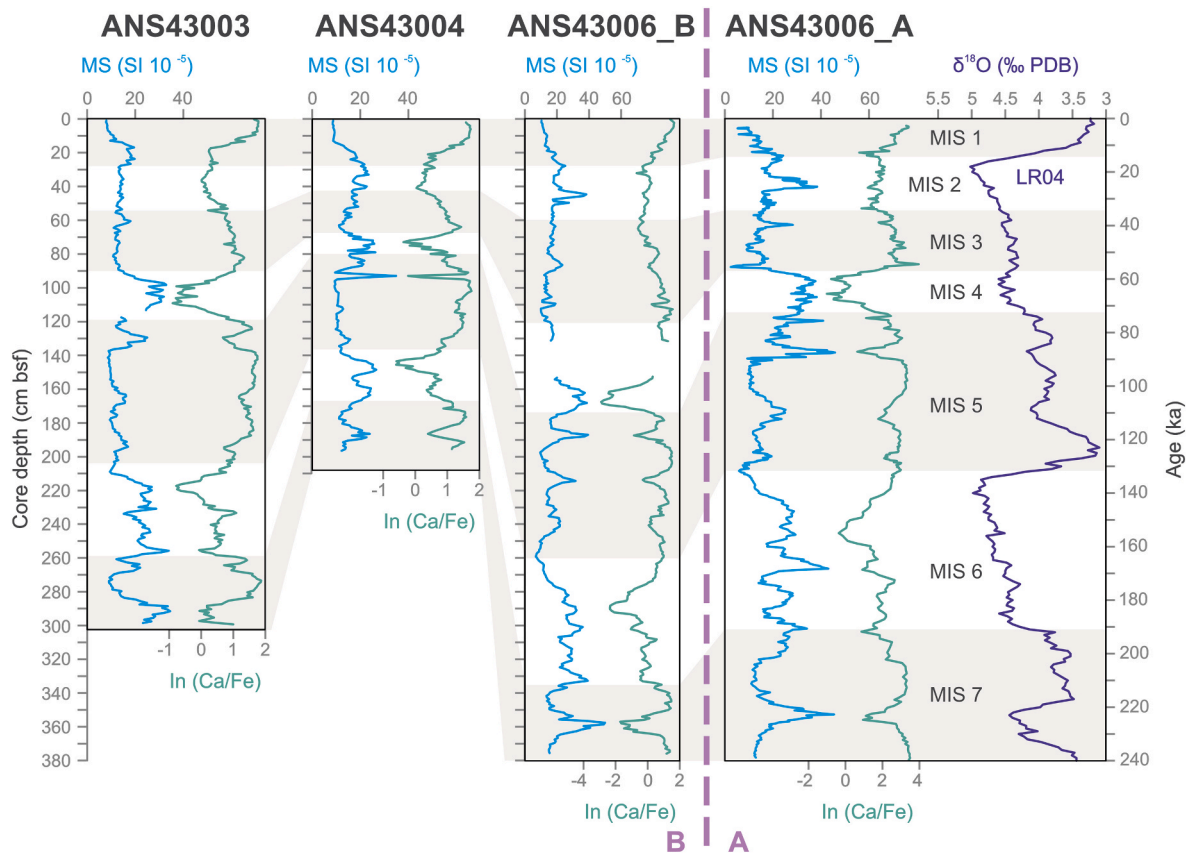 ANS43003 ANS43004 ANS43006_B ANS43006_A
MS (SI 10 -5) MS (SI 10 -5) MS (SI 10 -5) MS (SI 10 -5) δ18O (‰ PDB)
0 20 40 0 20 40 0 20 40 60 0 20 40 60 5.5 5 4.5 4 3.5 3
Core depth (cm bsf)
0
20
40
60
80
100
120
140
160
180
200
220
240
260
280
300
320
340
360
380
MIS 1
MIS 2
LR04
MIS 3
MIS 4
MIS 5
MIS 6
MIS 7
0
20
40
60
80
100
120
140
160
180
200
220
240
Age (ka)
-1 0 1 2
ln (Ca/Fe)
-1 0 1 2
ln (Ca/Fe)
-4 -2 0 2
ln (Ca/Fe)
-2 0 2 4
ln (Ca/Fe)
B A